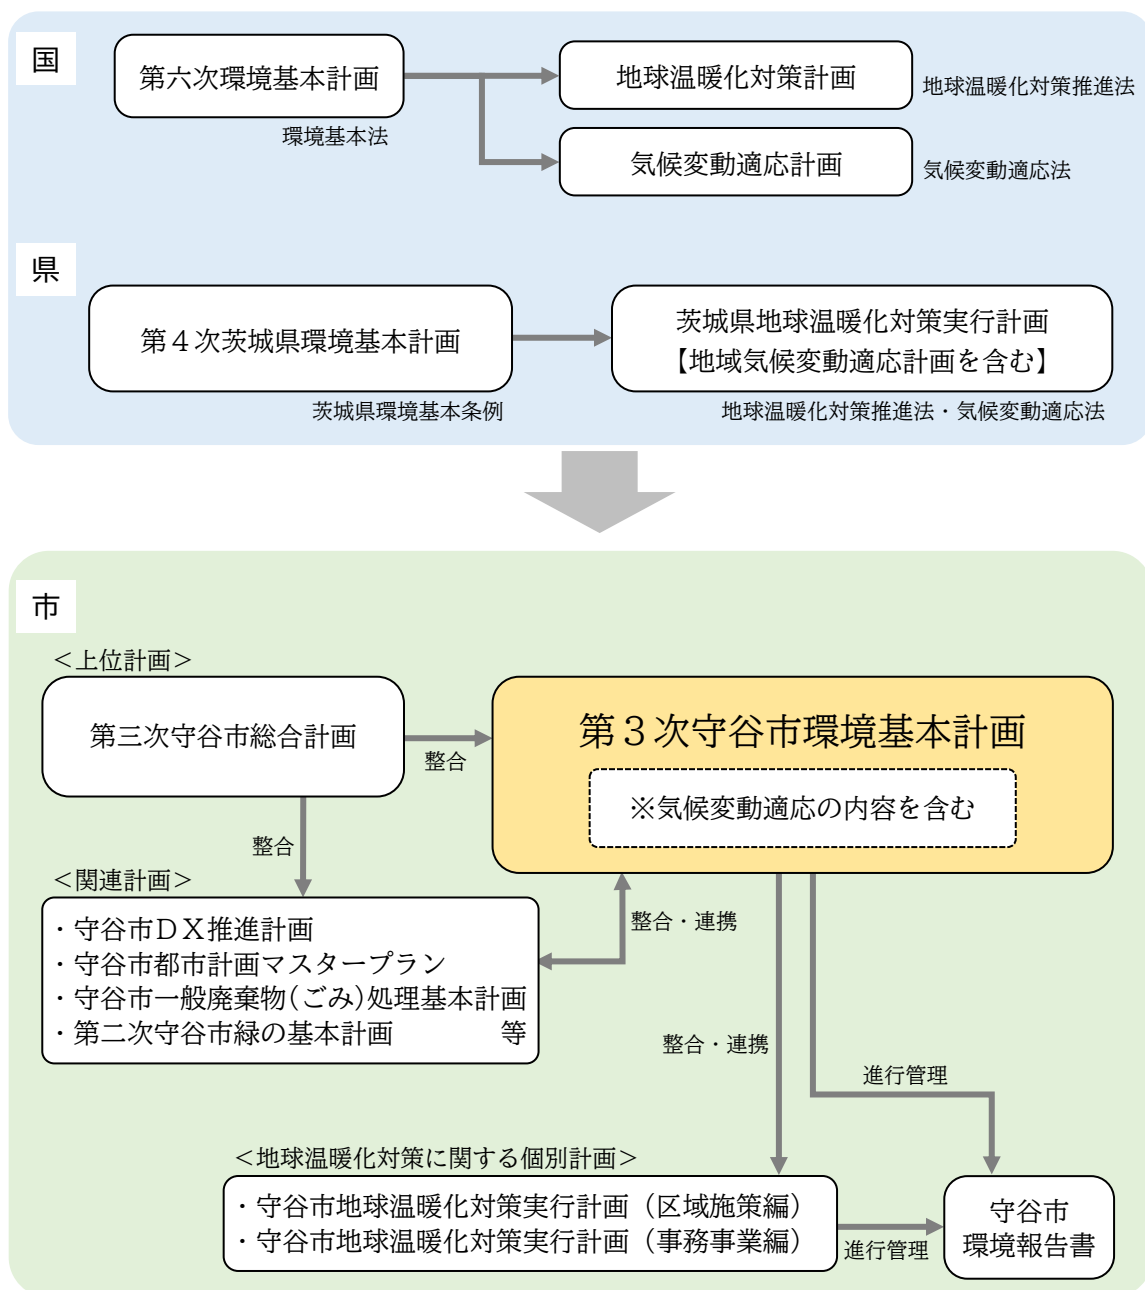 国
第六次環境基本計画
環境基本法
地球温暖化対策計画
地球温暖化対策推進法
気候変動適応計画
気候変動適応法
県
第４次茨城県環境基本計画
茨城県環境基本条例
茨城県地球温暖化対策実行計画
【地域気候変動適応計画を含む】
地球温暖化対策推進法・気候変動適応法
市
＜上位計画＞
第三次守谷市総合計画
整合
第３次守谷市環境基本計画
※気候変動適応の内容を含む
整合
＜関連計画＞
・守谷市ＤＸ推進計画
・守谷市都市計画マスタープラン
・守谷市一般廃棄物(ごみ)処理基本計画
・第二次守谷市緑の基本計画　　　　等
整合・連携
整合・連携
進行管理
＜地球温暖化対策に関する個別計画＞
・守谷市地球温暖化対策実行計画（区域施策編）
・守谷市地球温暖化対策実行計画（事務事業編）
進行管理
守谷市
環境報告書